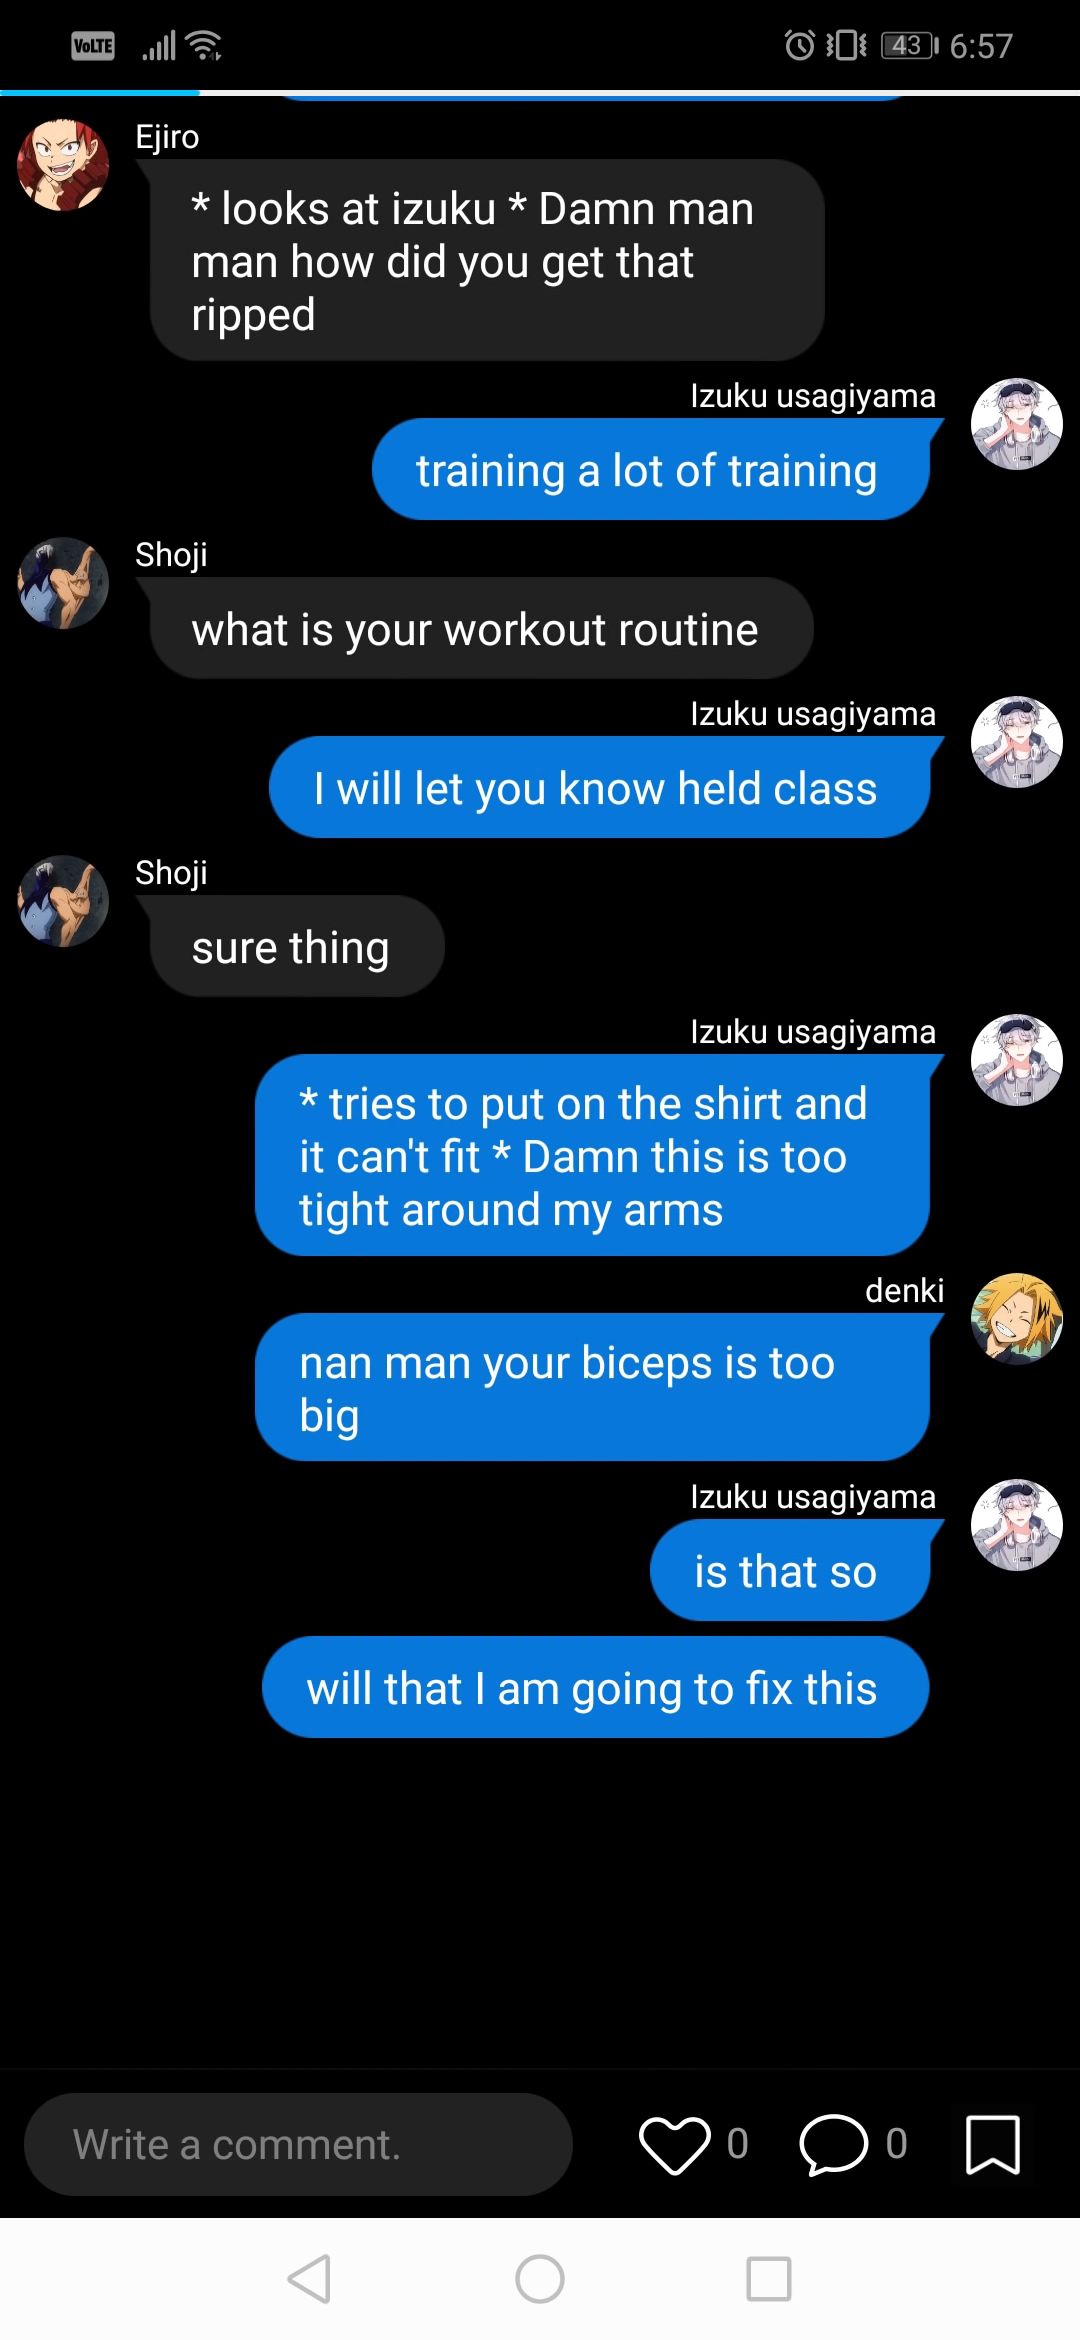 VoLTE 43 6:57
Ejiro
* looks at izuku * Damn man
man how did you get that
ripped
Izuku usagiyama
training a lot of training
Shoji
what is your workout routine
Izuku usagiyama
I will let you know held class
Shoji
sure thing
Izuku usagiyama
* tries to put on the shirt and
it can't fit * Damn this is too
tight around my arms
denki
nan man your biceps is too
big
Izuku usagiyama
is that so
will that I am going to fix this
Write a comment. 0 0